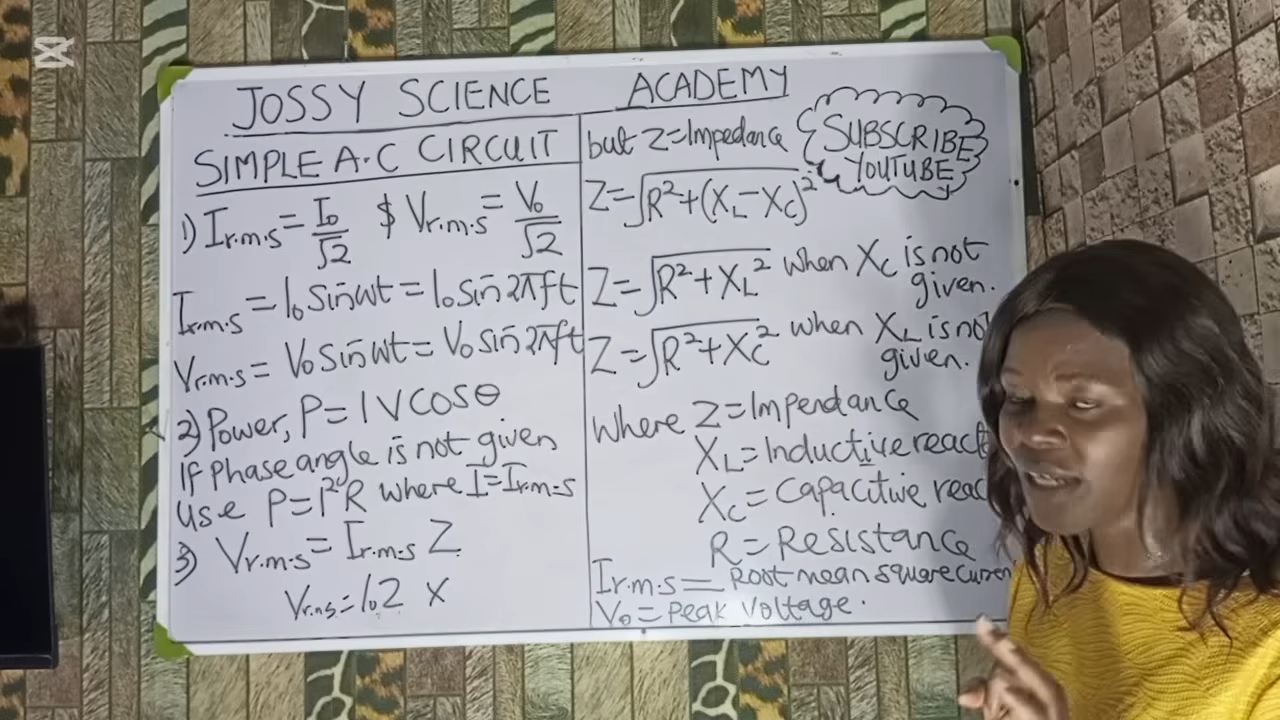 JOSSY SCIENCE ACADEMY
SIMPLE A.C CIRCUIT
1) Ir.m.s = I₀/√2 $ Vr.m.s = V₀/√2
Ir.m.s = I₀ sin wt = I₀ sin 2πft
Vr.m.s = V₀ sin wt = V₀ sin 2πft
2) Power, P = IV cosθ
If Phase angle is not given
use P = I²R where I = Ir.m.s
3) Vr.m.s = Ir.m.s Z
Vr.m.s = I₀Z X
but Z = Impedance
Z = √R² + (XL − XC)²
Z = √R² + XL² when XC is not
given.
Z = √R² + XC² when XL is not
given.
where Z = Impendance
XL = Inductive react
XC = Capacitive reac
R = Resistance
Ir.m.s = Root mean square curren
V₀ = Peak Voltage.
SUBSCRIBE
YOUTUBE